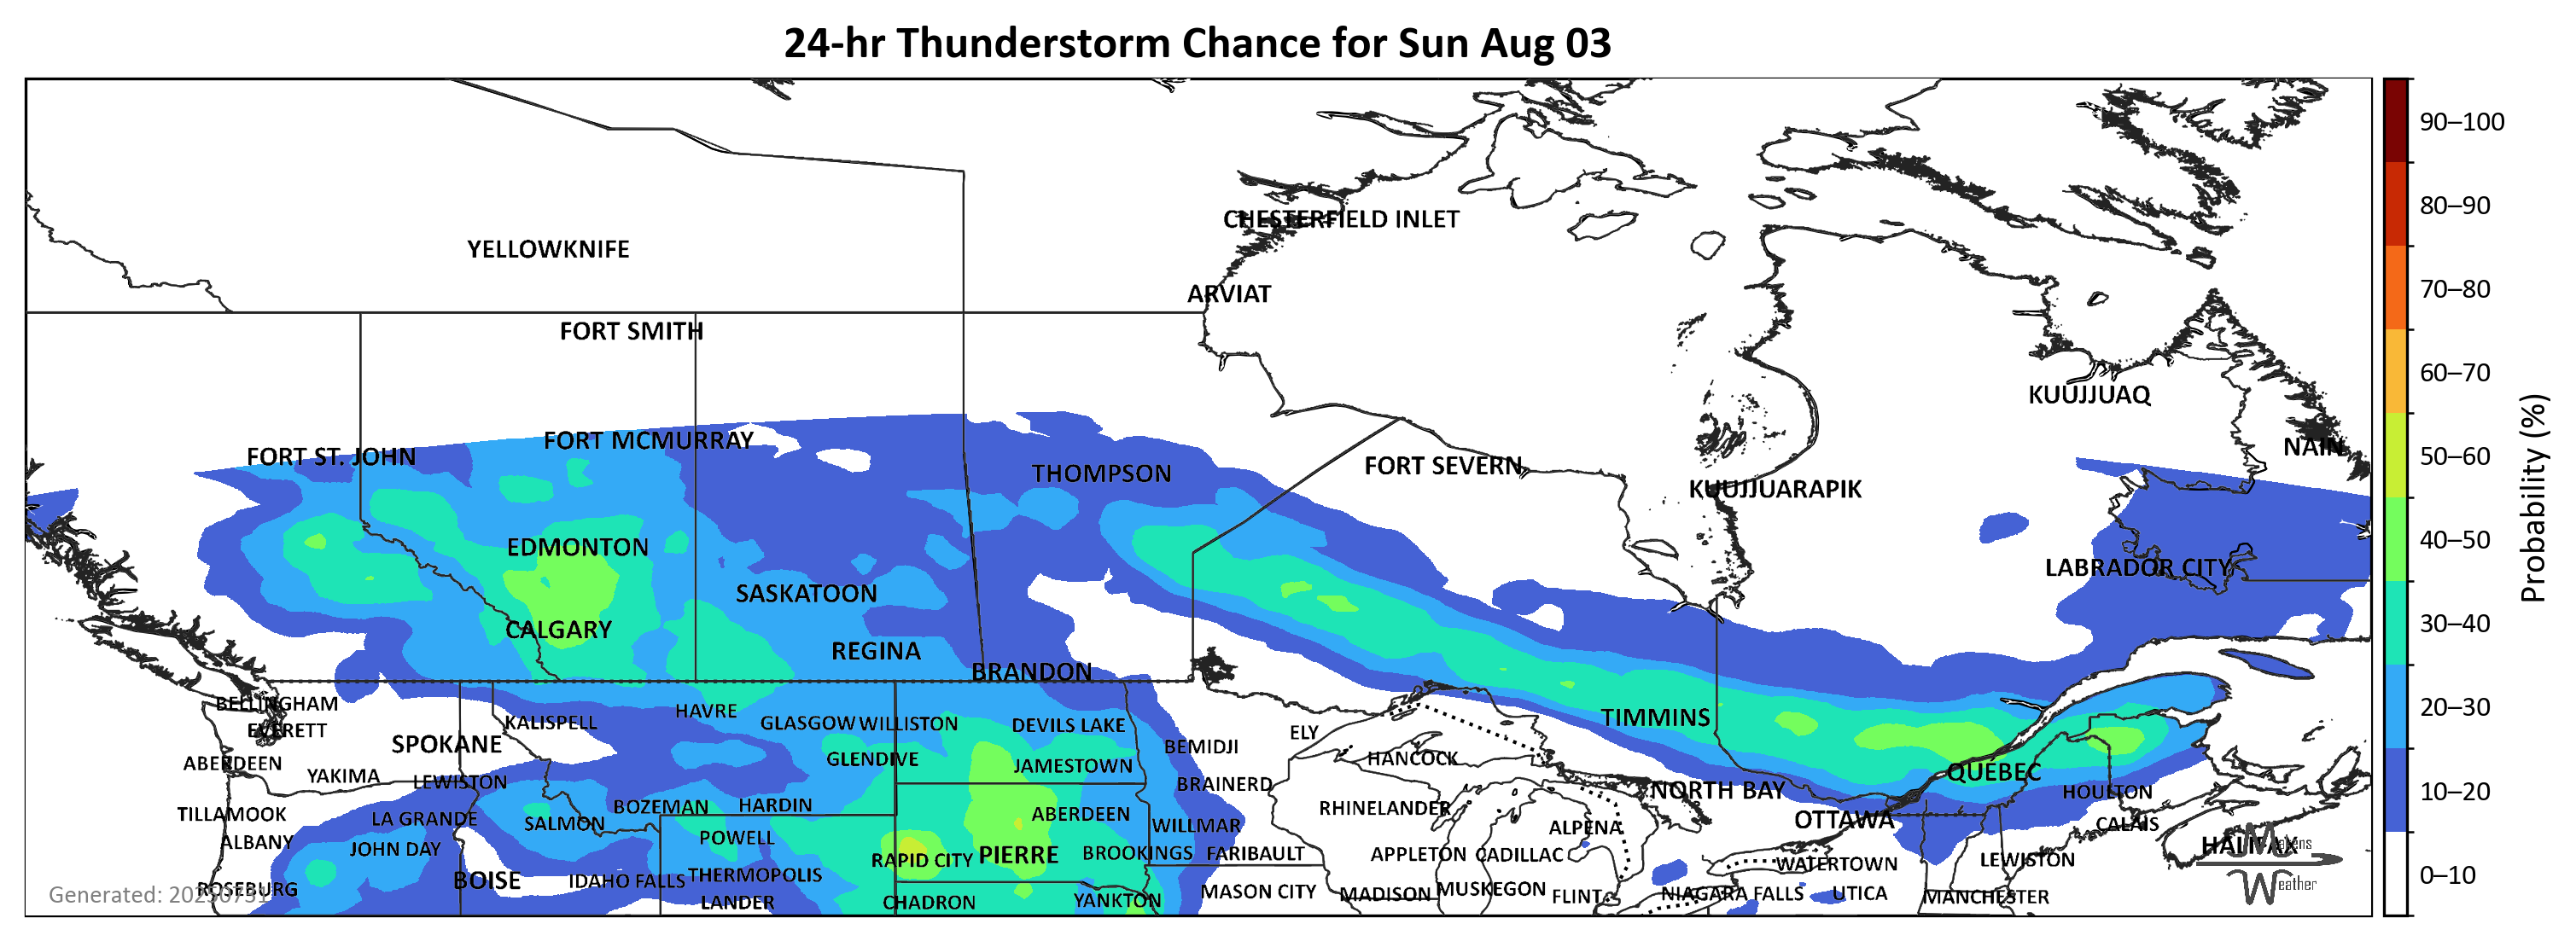 24-hr Thunderstorm Chance for Sun Aug 03
90–100
80–90
CHESTERFIELD INLET
YELLOWKNIFE
70–80
ARVIAT
FORT SMITH
60–70
KUUJJUAQ
FORT MCMURRAY
NAIN
FORT ST. JOHN
50–60
THOMPSON
FORT SEVERN
KUUJJUARAPIK
Probability (%)
EDMONTON
40–50
LABRADOR CITY
SASKATOON
CALGARY
30–40
REGINA
BRANDON
BELLINGHAM
HAVRE
20–30
KALISPELL
GLASGOW
WILLISTON
DEVILS LAKE
TIMMINS
EVERETT
ELY
SPOKANE
BEMIDJI
ABERDEEN
GLENDIVE
JAMESTOWN
HANCOCK
QUÉBEC
YAKIMA
LEWISTON
BRAINERD
NORTH BAY
HOULTON
10–20
TILLAMOOK
BOZEMAN
HARDIN
RHINELANDER
LA GRANDE
SALMON
ABERDEEN
WILLMAR
ALPENA
OTTAWA
CALAIS
ALBANY
POWELL
HALIFAX
Makens
Weather
JOHN DAY
RAPID CITY
PIERRE
BROOKINGS
FARIBAULT
APPLETON
CADILLAC
WATERTOWN
LEWISTON
BOISE
IDAHO FALLS
THERMOPOLIS
0–10
ROSEBURG
Generated: 20250731
MASON CITY
MADISON
MUSKEGON
FLINT
NIAGARA FALLS
UTICA
MANCHESTER
LANDER
CHADRON
YANKTON